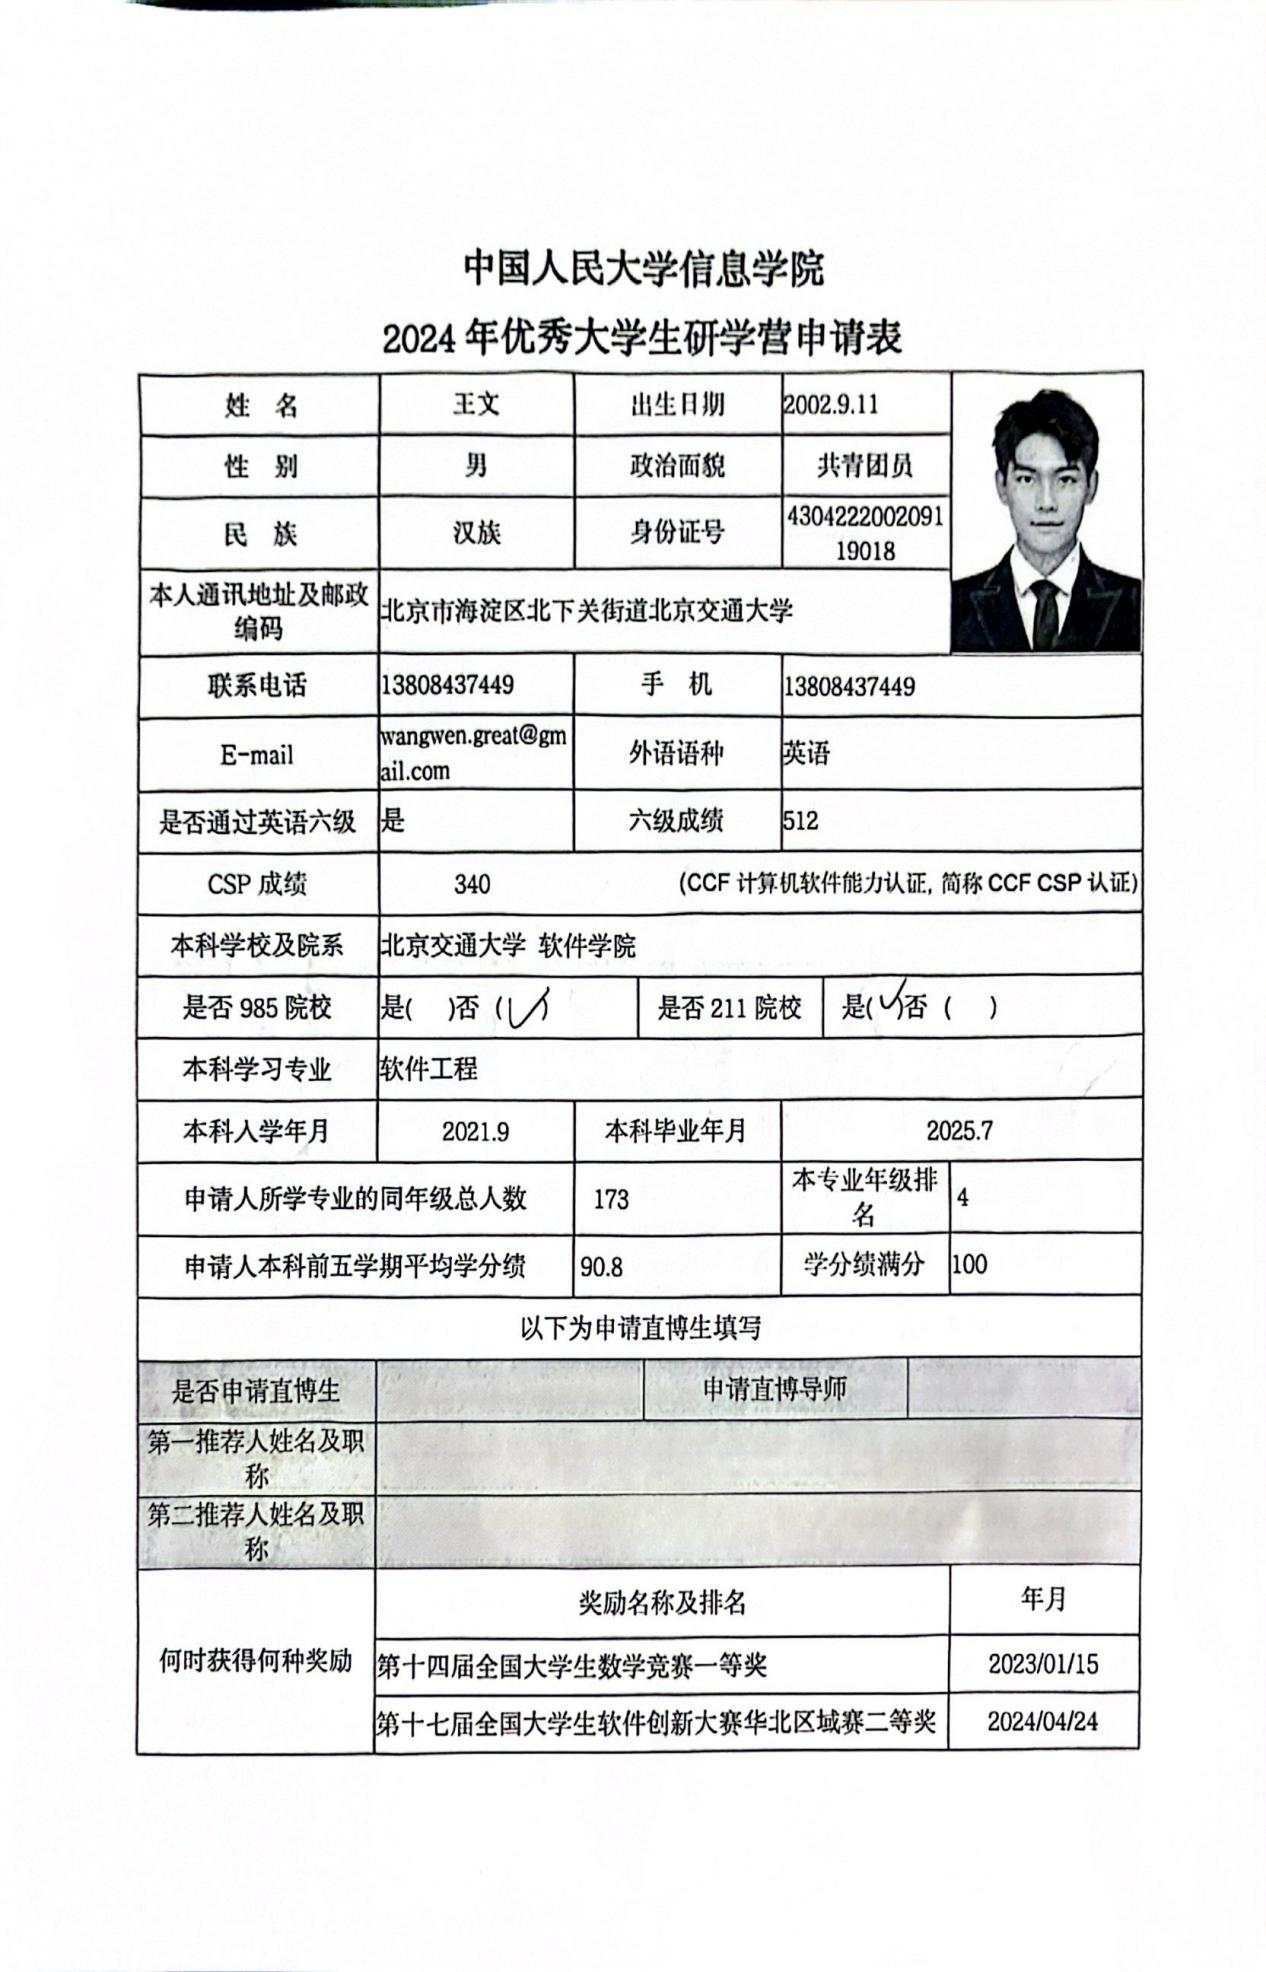 中国人民大学信息学院
2024 年优秀大学生研学营申请表
姓 名 王文 出生日期 2002.9.11
性 别 男 政治面貌 共青团员
民 族 汉族 身份证号 4304222002091
19018
本人通讯地址及邮政
编码 北京市海淀区北下关街道北京交通大学
联系电话 13808437449 手 机 13808437449
E-mail wangwen.great@gm
ail.com 外语语种 英语
是否通过英语六级 是 六级成绩 512
CSP 成绩 340 (CCF 计算机软件能力认证, 简称 CCF CSP 认证)
本科学校及院系 北京交通大学 软件学院
是否 985 院校 是( )否 (✓) 是否 211 院校 是(✓)否 ( )
本科学习专业 软件工程
本科入学年月 2021.9 本科毕业年月 2025.7
申请人所学专业的同年级总人数 173 本专业年级排
名 4
申请人本科前五学期平均学分绩 90.8 学分绩满分 100
以下为申请直博生填写
是否申请直博生 申请直博导师
第一推荐人姓名及职
称
第二推荐人姓名及职
称
何时获得何种奖励 奖励名称及排名 年月
第十四届全国大学生数学竞赛一等奖 2023/01/15
第十七届全国大学生软件创新大赛华北区域赛二等奖 2024/04/24